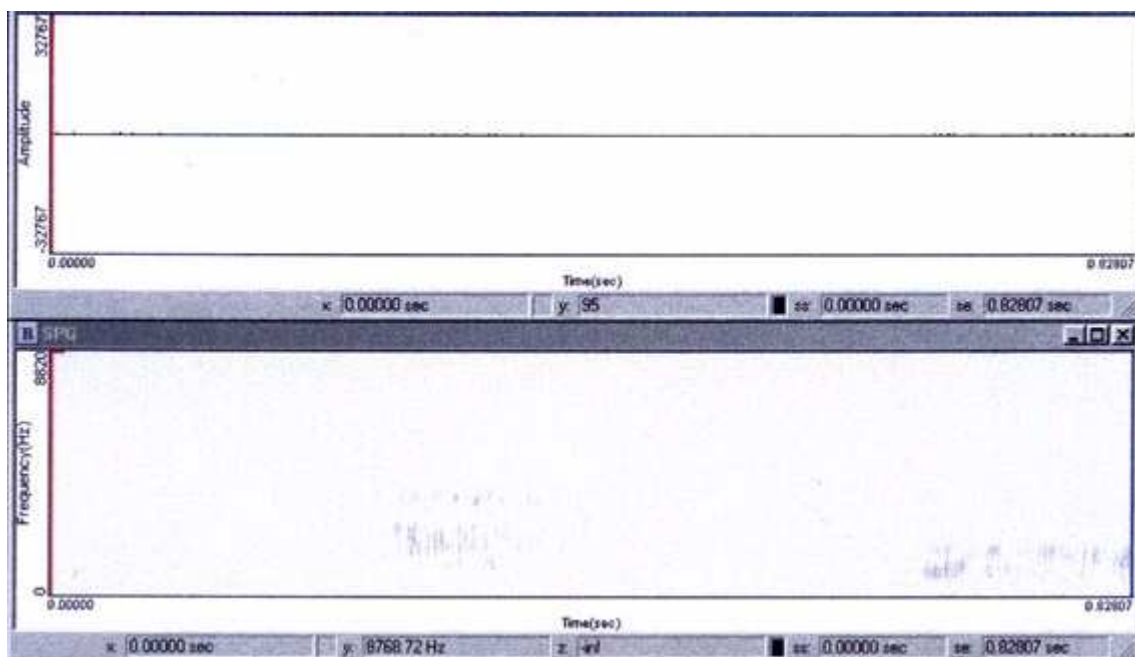 32767
Amplitude
-32767
0.00000 0.82807
Time(sec)
x: 0.00000 sec y: 95 ss: 0.00000 sec se: 0.82807 sec
B SPG
8820
Frequency(Hz)
0
0.00000 0.82807
Time(sec)
x: 0.00000 sec y: 8768.72 Hz z: -inf ss: 0.00000 sec se: 0.82807 sec